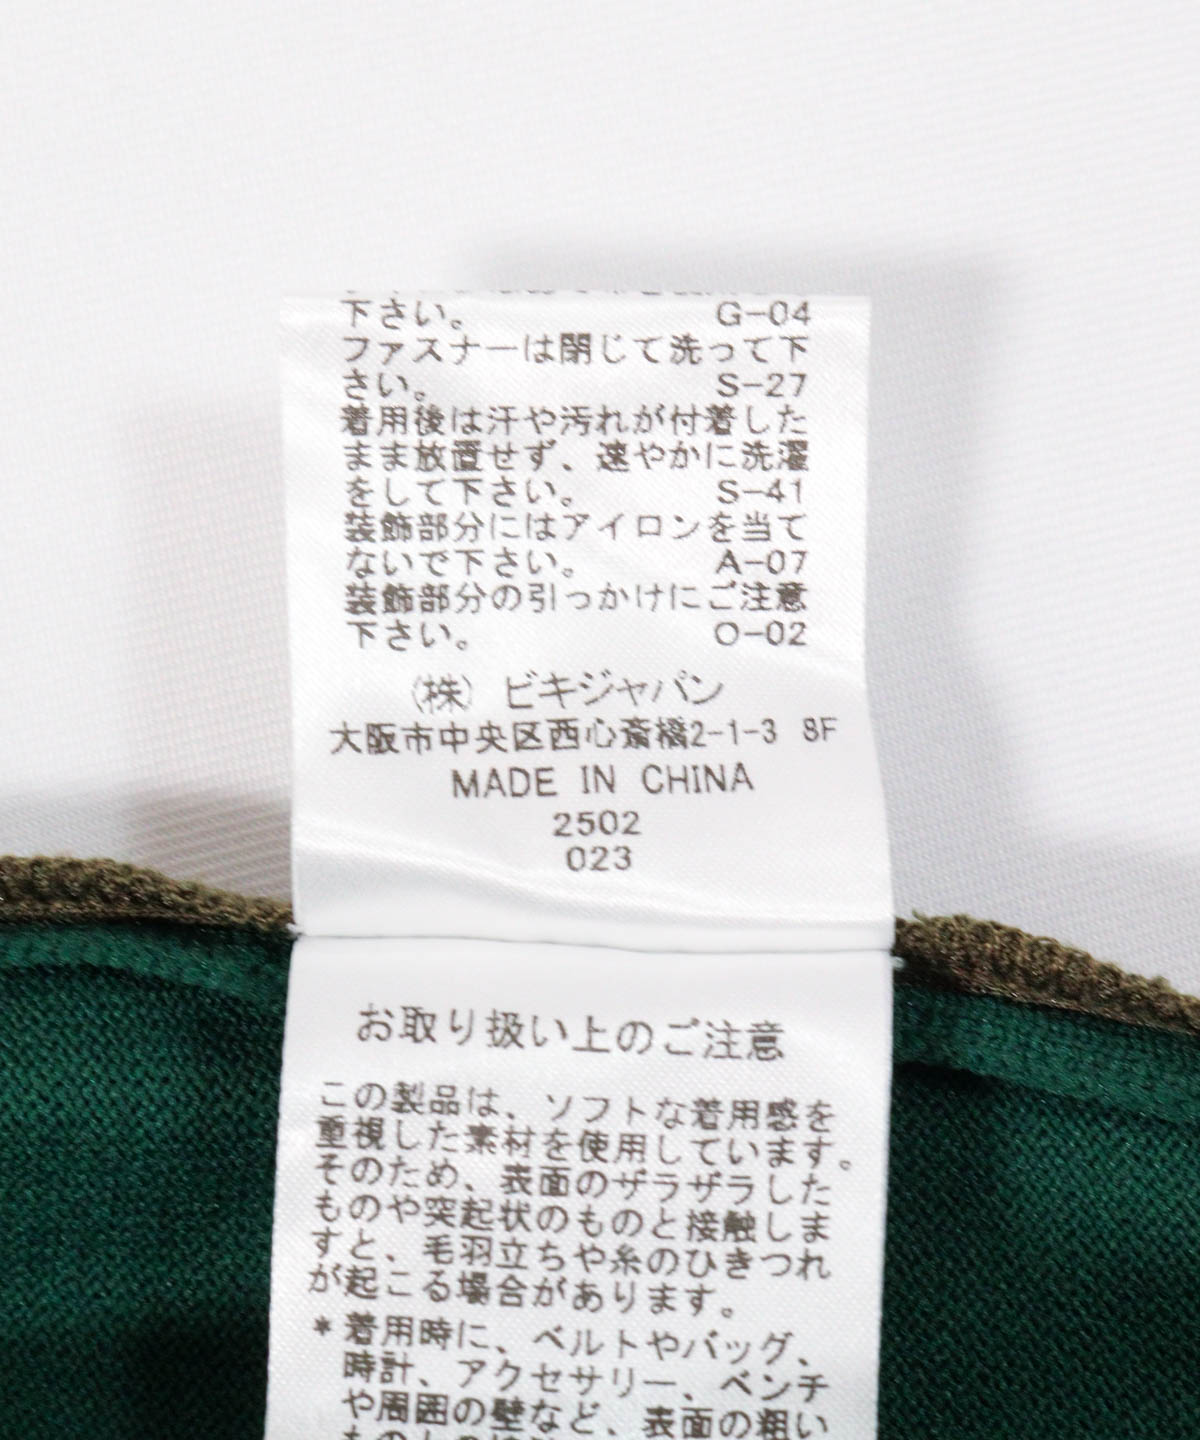 下さい。 G-04
ファスナーは閉じて洗って下
さい。 S-27
着用後は汗や汚れが付着した
まま放置せず、速やかに洗濯
をして下さい。 S-41
装飾部分にはアイロンを当て
ないで下さい。 A-07
装飾部分の引っかけにご注意
下さい。 O-02
(株) ビキジャパン
大阪市中央区西心斎橋2-1-3 8F
MADE IN CHINA
2502
023
お取り扱い上のご注意
この製品は、ソフトな着用感を
重視した素材を使用しています。
そのため、表面のザラザラした
ものや突起状のものと接触しま
すと、毛羽立ちや糸のひきつれ
が起こる場合があります。
*着用時に、ベルトやバッグ、
時計、アクセサリー、ベンチ
や周囲の壁など、表面の粗い